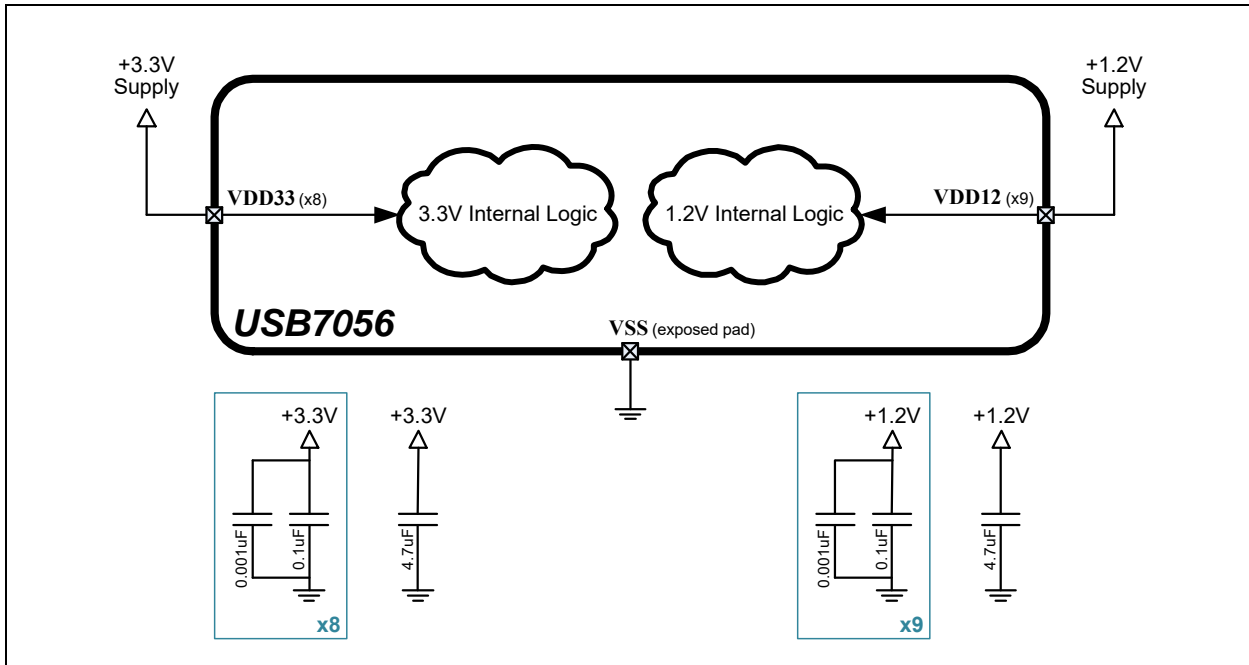 +3.3V
Supply
+1.2V
Supply
VDD33 (x8)
3.3V Internal Logic
1.2V Internal Logic
VDD12 (x9)
USB7056
VSS (exposed pad)
+3.3V
+3.3V
+1.2V
+1.2V
0.001uF
0.1uF
4.7uF
0.001uF
0.1uF
4.7uF
x8
x9